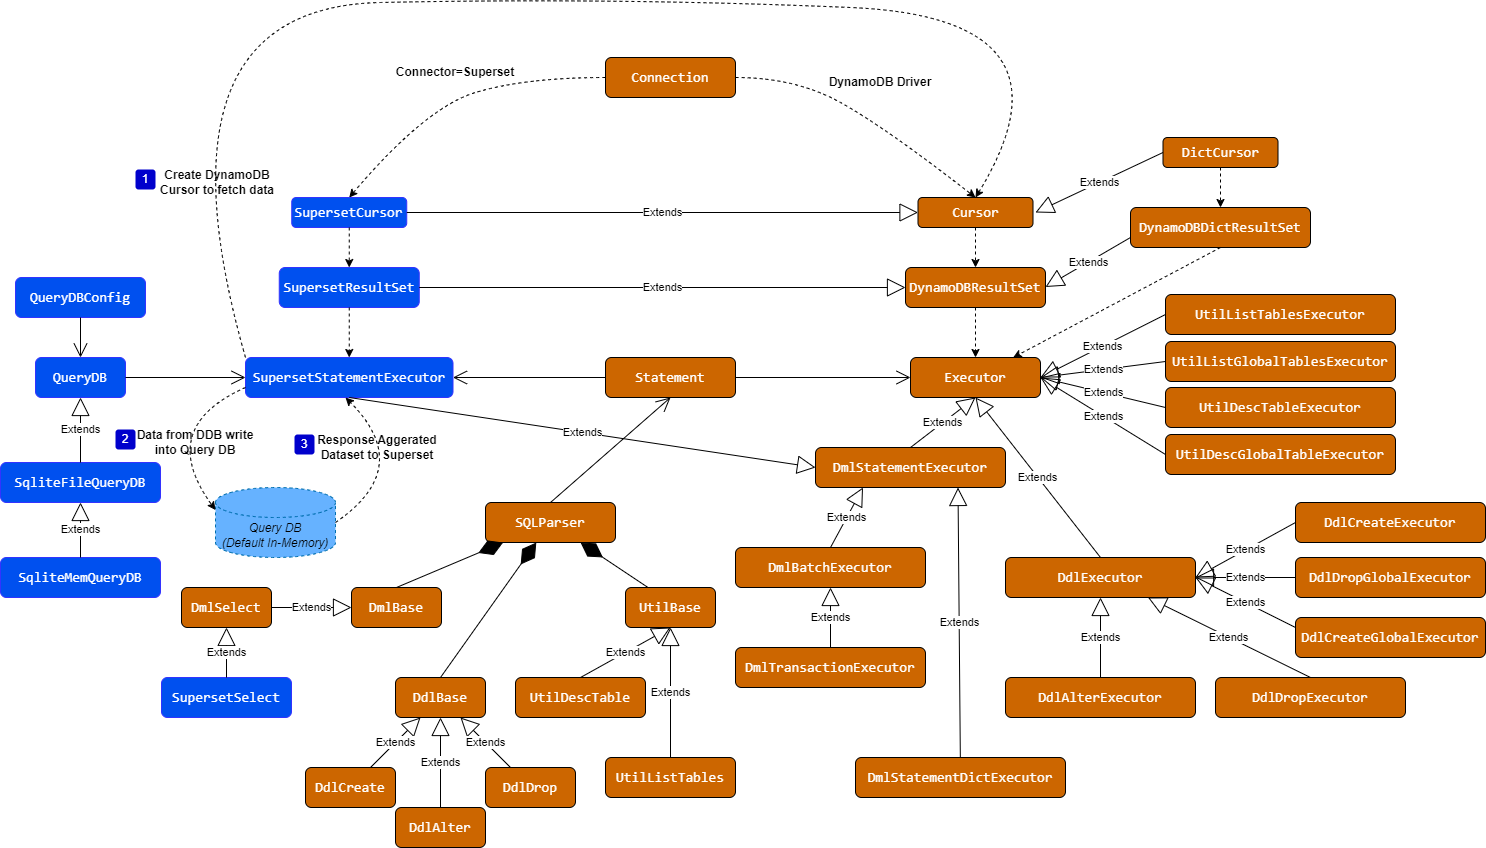 Connector=Superset
Connection
DynamoDB Driver
DictCursor
1
Create DynamoDB
Cursor to fetch data
Extends
SupersetCursor
Extends
Cursor
DynamoDBDictResultSet
Extends
QueryDBConfig
SupersetResultSet
Extends
DynamoDBResultSet
UtilListTablesExecutor
Extends
UtilListGlobalTablesExecutor
Extends
QueryDB
SupersetStatementExecutor
Statement
Executor
Extends
UtilDescTableExecutor
Extends
UtilDescGlobalTableExecutor
Extends
2
Data from DDB write
into Query DB
3
Response Aggerated
Dataset to Superset
Extends
Extends
DmlStatementExecutor
Extends
SqliteFileQueryDB
Extends
Query DB
(Default In-Memory)
SQLParser
Extends
DdlCreateExecutor
Extends
SqliteMemQueryDB
DmlBatchExecutor
DdlExecutor
Extends
DdlDropGlobalExecutor
Extends
DmlSelect
Extends
DmlBase
UtilBase
Extends
Extends
Extends
Extends
DdlCreateGlobalExecutor
Extends
Extends
DmlTransactionExecutor
SupersetSelect
DdlBase
UtilDescTable
Extends
DdlAlterExecutor
DdlDropExecutor
Extends
Extends
Extends
DdlCreate
DdlDrop
UtilListTables
DmlStatementDictExecutor
DdlAlter